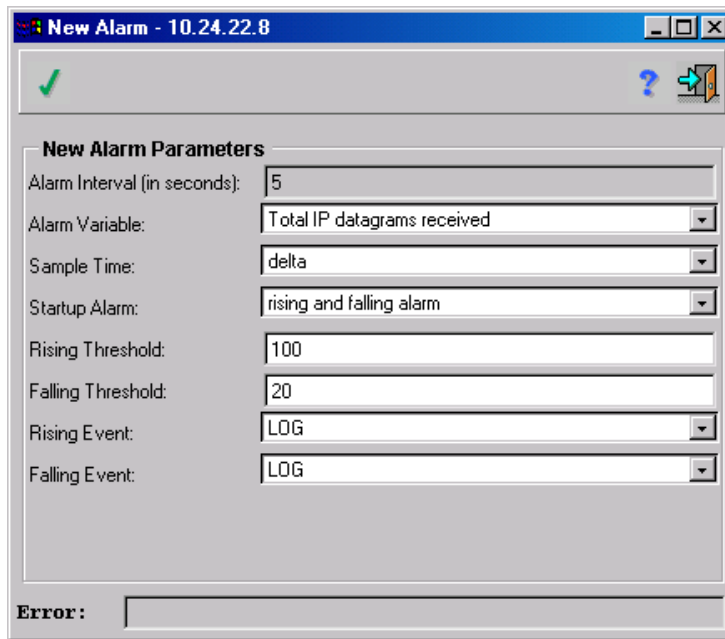 New Alarm - 10.24.22.8
?
New Alarm Parameters
Alarm Interval (in seconds): 5
Alarm Variable: Total IP datagrams received
Sample Time: delta
Startup Alarm: rising and falling alarm
Rising Threshold: 100
Falling Threshold: 20
Rising Event: LOG
Falling Event: LOG
Error: